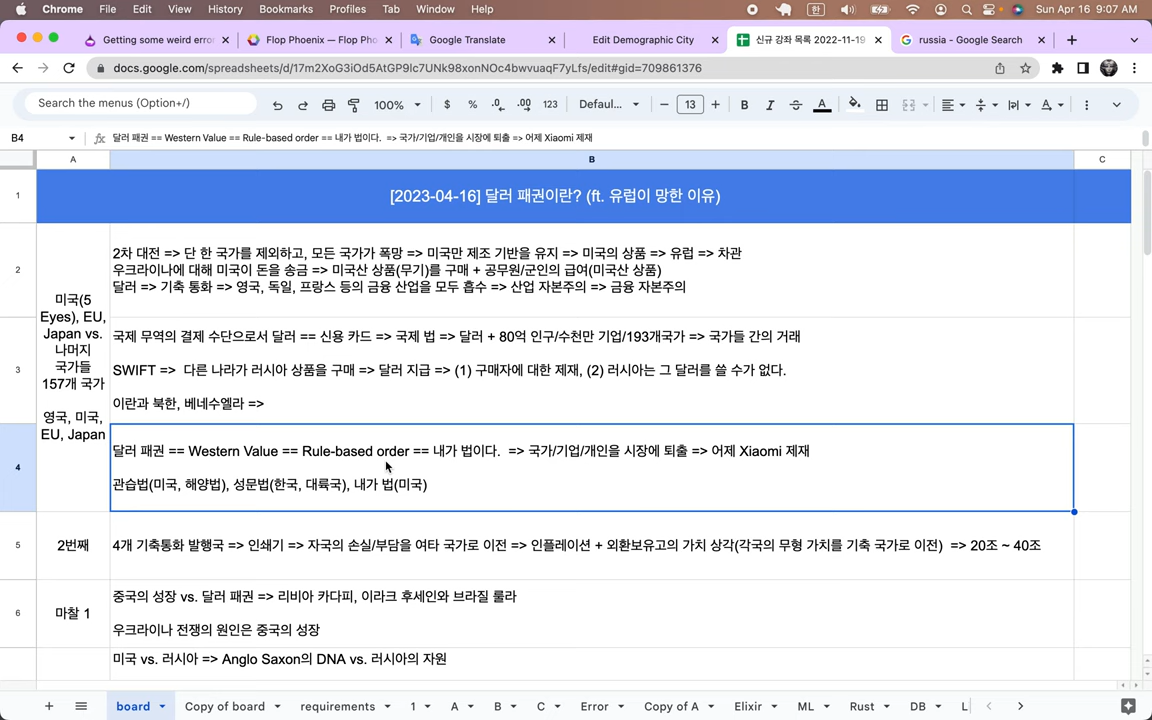 Chrome File Edit View History Bookmarks Profiles Tab Window Help 한 Sun Apr 16 9:07 AM
Getting some weird erro Flop Phoenix — Flop Pho Google Translate Edit Demographic City 신규 강좌 목록 2022-11-19 russia - Google Search
docs.google.com/spreadsheets/d/17m2XoG3iOd5AtGP9lc7UNk98xonNOc4bwvuaqF7yLfs/edit#gid=709861376
Search the menus (Option+/) 100% $ % .0 .00 123 Defaul... 13 B I S A
B4 fx 달러 패권 == Western Value == Rule-based order == 내가 법이다. => 국가/기업/개인을 시장에 퇴출 => 어제 Xiaomi 제재
A B C
1 [2023-04-16] 달러 패권이란? (ft. 유럽이 망한 이유)
2차 대전 => 단 한 국가를 제외하고, 모든 국가가 폭망 => 미국만 제조 기반을 유지 => 미국의 상품 => 유럽 => 차관
2 우크라이나에 대해 미국이 돈을 송금 => 미국산 상품(무기)를 구매 + 공무원/군인의 급여(미국산 상품)
달러 => 기축 통화 => 영국, 독일, 프랑스 등의 금융 산업을 모두 흡수 => 산업 자본주의 => 금융 자본주의
미국(5
Eyes), EU,
Japan vs.
나머지
국가들
157개 국가
영국, 미국,
EU, Japan
국제 무역의 결제 수단으로서 달러 == 신용 카드 => 국제 법 => 달러 + 80억 인구/수천만 기업/193개국가 => 국가들 간의 거래
3 SWIFT => 다른 나라가 러시아 상품을 구매 => 달러 지급 => (1) 구매자에 대한 제재, (2) 러시아는 그 달러를 쓸 수가 없다.
이란과 북한, 베네수엘라 =>
달러 패권 == Western Value == Rule-based order == 내가 법이다. => 국가/기업/개인을 시장에 퇴출 => 어제 Xiaomi 제재
4
관습법(미국, 해양법), 성문법(한국, 대륙국), 내가 법(미국)
5 2번째 4개 기축통화 발행국 => 인쇄기 => 자국의 손실/부담을 여타 국가로 이전 => 인플레이션 + 외환보유고의 가치 상각(각국의 무형 가치를 기축 국가로 이전) => 20조 ~ 40조
중국의 성장 vs. 달러 패권 => 리비아 카다피, 이라크 후세인와 브라질 룰라
6 마찰 1
우크라이나 전쟁의 원인은 중국의 성장
미국 vs. 러시아 => Anglo Saxon의 DNA vs. 러시아의 자원
board Copy of board requirements 1 A B C Error Copy of A Elixir ML Rust DB L